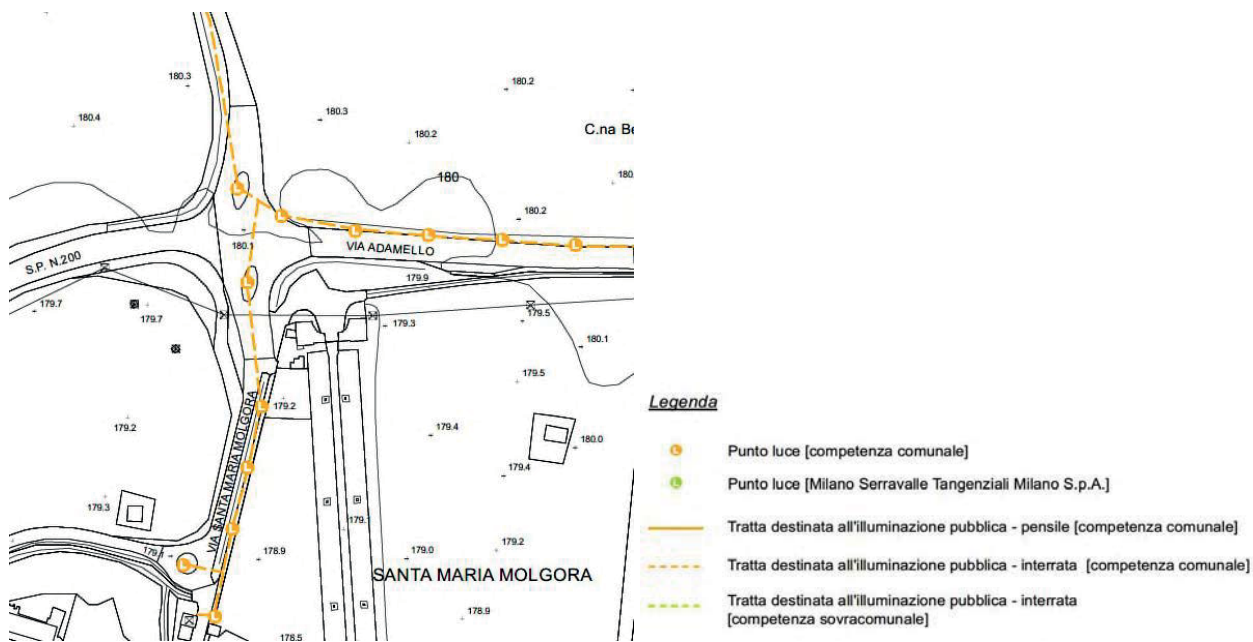 180.3
180.2
180.4
180.3
C.na Be
180.2
180
180.
180.2
180.1
VIA ADAMELLO
S.P. N.200
179.9
179.7
179.7
179.3
179.5
180.1
179.5
179.2
VIA SANTA MARIA MOLGORA
179.2
179.4
180.0
179.4
179.3
179.1
179.2
179.1
178.9
179.0
SANTA MARIA MOLGORA
178.9
178.5
Legenda
L Punto luce [competenza comunale]
L Punto luce [Milano Serravalle Tangenziali Milano S.p.A.]
Tratta destinata all'illuminazione pubblica - pensile [competenza comunale]
Tratta destinata all'illuminazione pubblica - interrata [competenza comunale]
Tratta destinata all'illuminazione pubblica - interrata
[competenza sovracomunale]